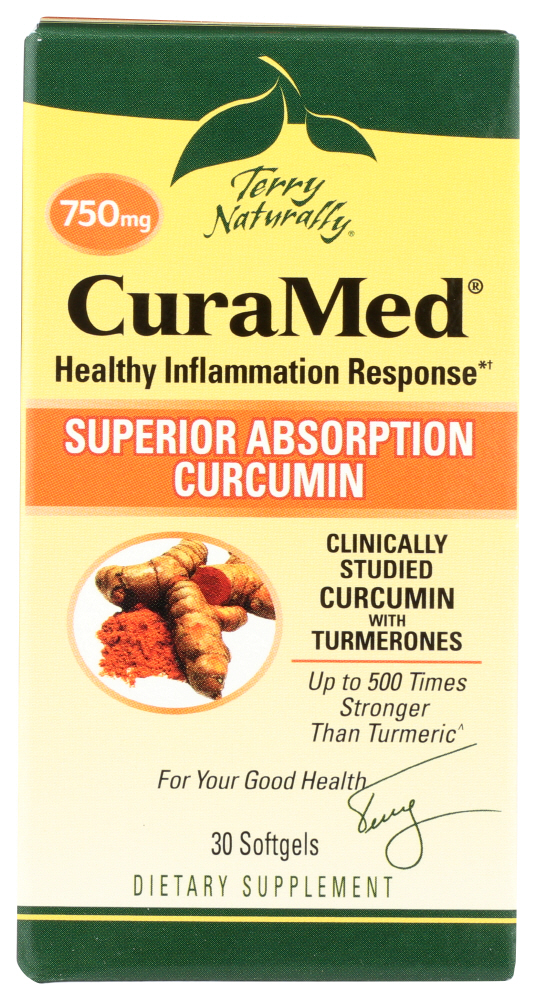 Terry
Naturally®
750mg
CuraMed®
Healthy Inflammation Response*†
SUPERIOR ABSORPTION
CURCUMIN
CLINICALLY
STUDIED
CURCUMIN
WITH
TURMERONES
Up to 500 Times
Stronger
Than Turmeric^
For Your Good Health,
Terry
30 Softgels
DIETARY SUPPLEMENT